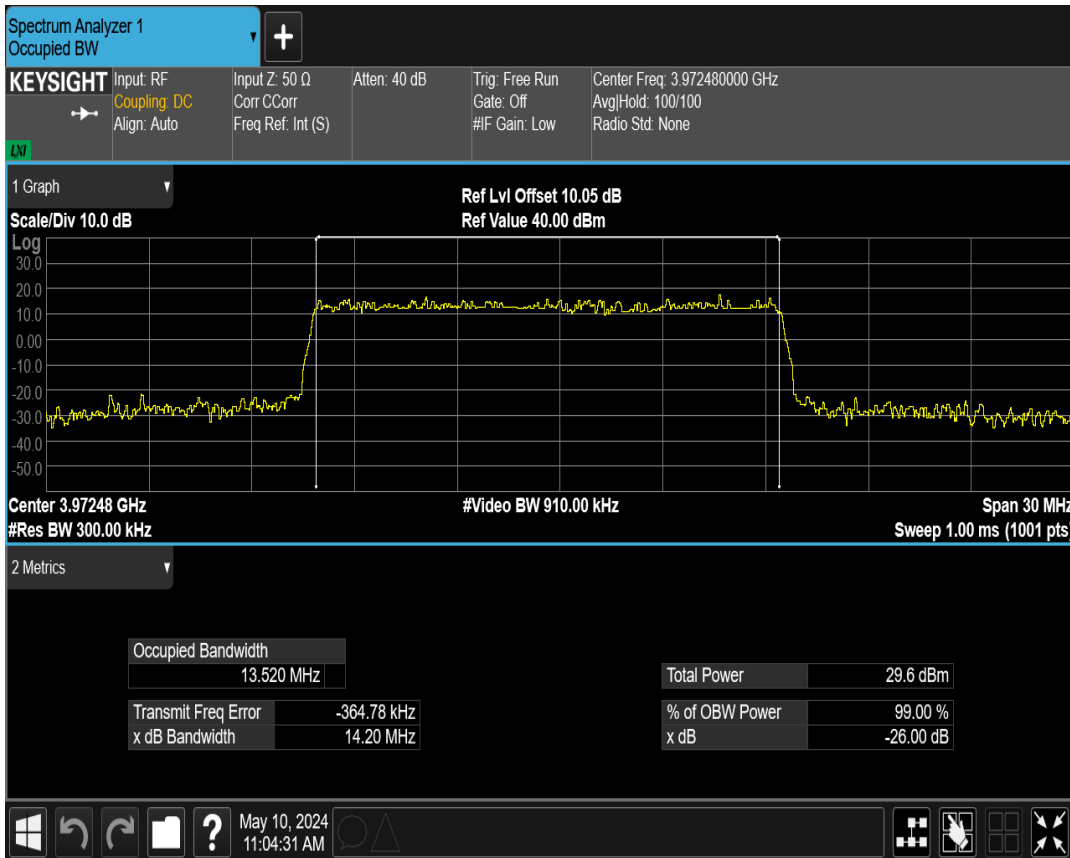 Spectrum Analyzer 1
Occupied BW
+
KEYSIGHT
LXI
Input: RF
Coupling: DC
Align: Auto
Input Z: 50 Ω
Corr CCorr
Freq Ref: Int (S)
Atten: 40 dB
Trig: Free Run
Gate: Off
#IF Gain: Low
Center Freq: 3.972480000 GHz
Avg|Hold: 100/100
Radio Std: None
1 Graph
Scale/Div 10.0 dB
Ref Lvl Offset 10.05 dB
Ref Value 40.00 dBm
Log
30.0
20.0
10.0
0.00
-10.0
-20.0
-30.0
-40.0
-50.0
Center 3.97248 GHz
#Res BW 300.00 kHz
#Video BW 910.00 kHz
Span 30 MHz
Sweep 1.00 ms (1001 pts)
2 Metrics
Occupied Bandwidth
13.520 MHz
Transmit Freq Error -364.78 kHz
x dB Bandwidth 14.20 MHz
Total Power 29.6 dBm
% of OBW Power 99.00 %
x dB -26.00 dB
?
May 10, 2024
11:04:31 AM